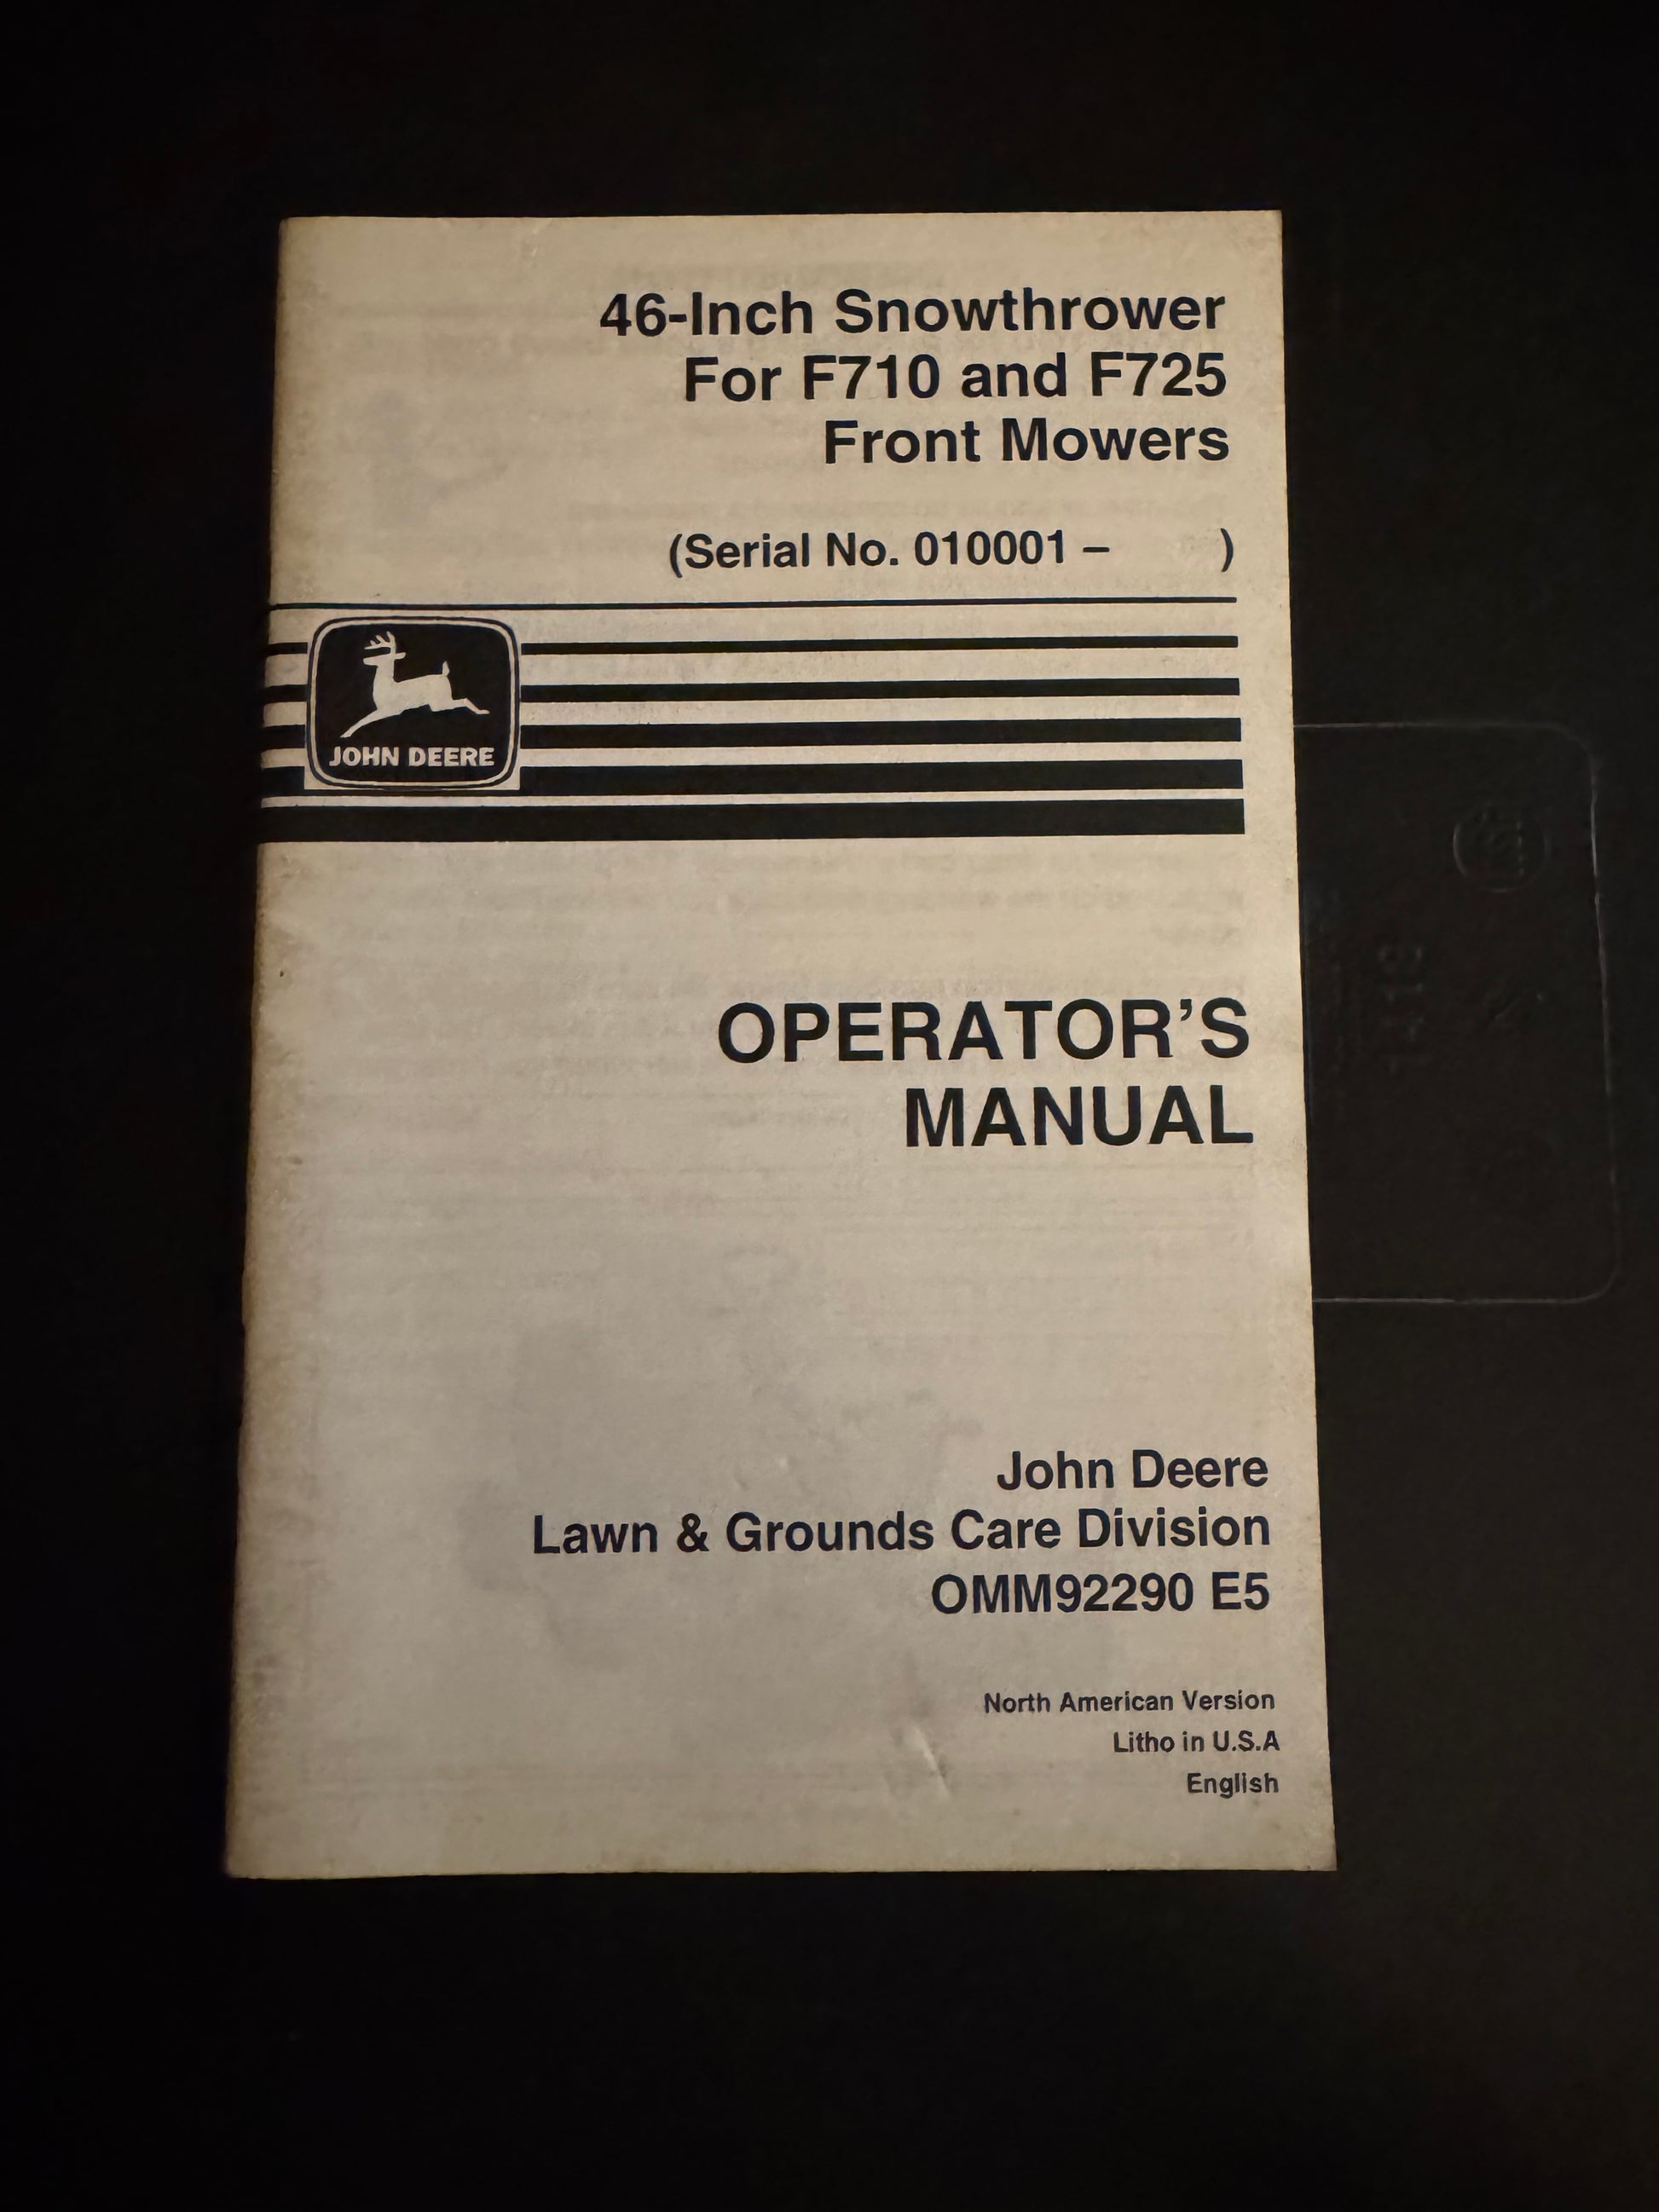 46-Inch Snowthrower
For F710 and F725
Front Mowers
(Serial No. 010001 – )
JOHN DEERE
OPERATOR'S
MANUAL
John Deere
Lawn & Grounds Care Division
OMM92290 E5
North American Version
Litho in U.S.A
English